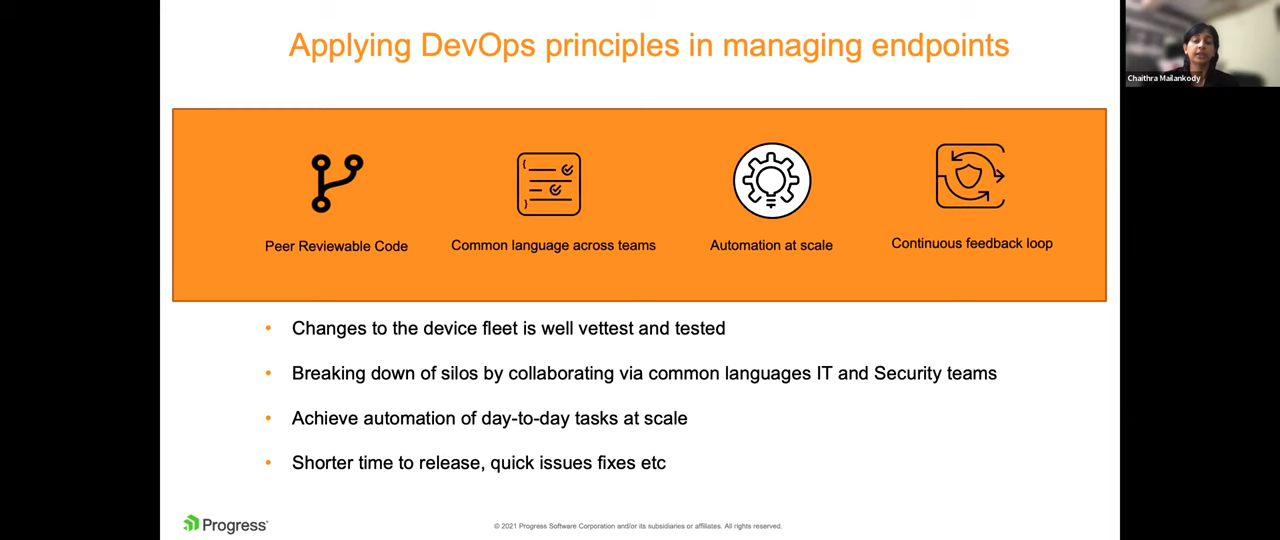 Applying DevOps principles in managing endpoints
Chaithra Mailankody
Peer Reviewable Code
Common language across teams
Automation at scale
Continuous feedback loop
• Changes to the device fleet is well vettest and tested
• Breaking down of silos by collaborating via common languages IT and Security teams
• Achieve automation of day-to-day tasks at scale
• Shorter time to release, quick issues fixes etc
Progress®
© 2021 Progress Software Corporation and/or its subsidiaries or affiliates. All rights reserved.